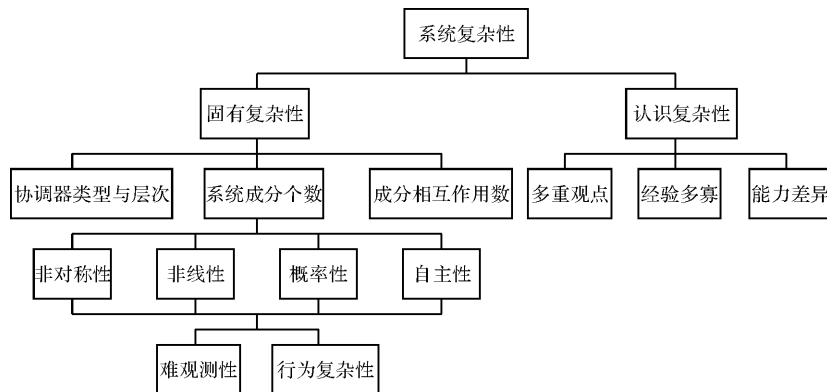 系统复杂性
固有复杂性
认识复杂性
协调器类型与层次
系统成分个数
成分相互作用数
多重观点
经验多寡
能力差异
非对称性
非线性
概率性
自主性
难观测性
行为复杂性